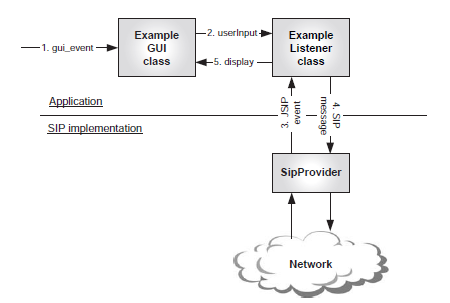 1. gui_event
Example
GUI
class
2. userInput
5. display
Example
Listener
class
Application
SIP implementation
3. JSIP
event
4. SIP
message
SipProvider
Network